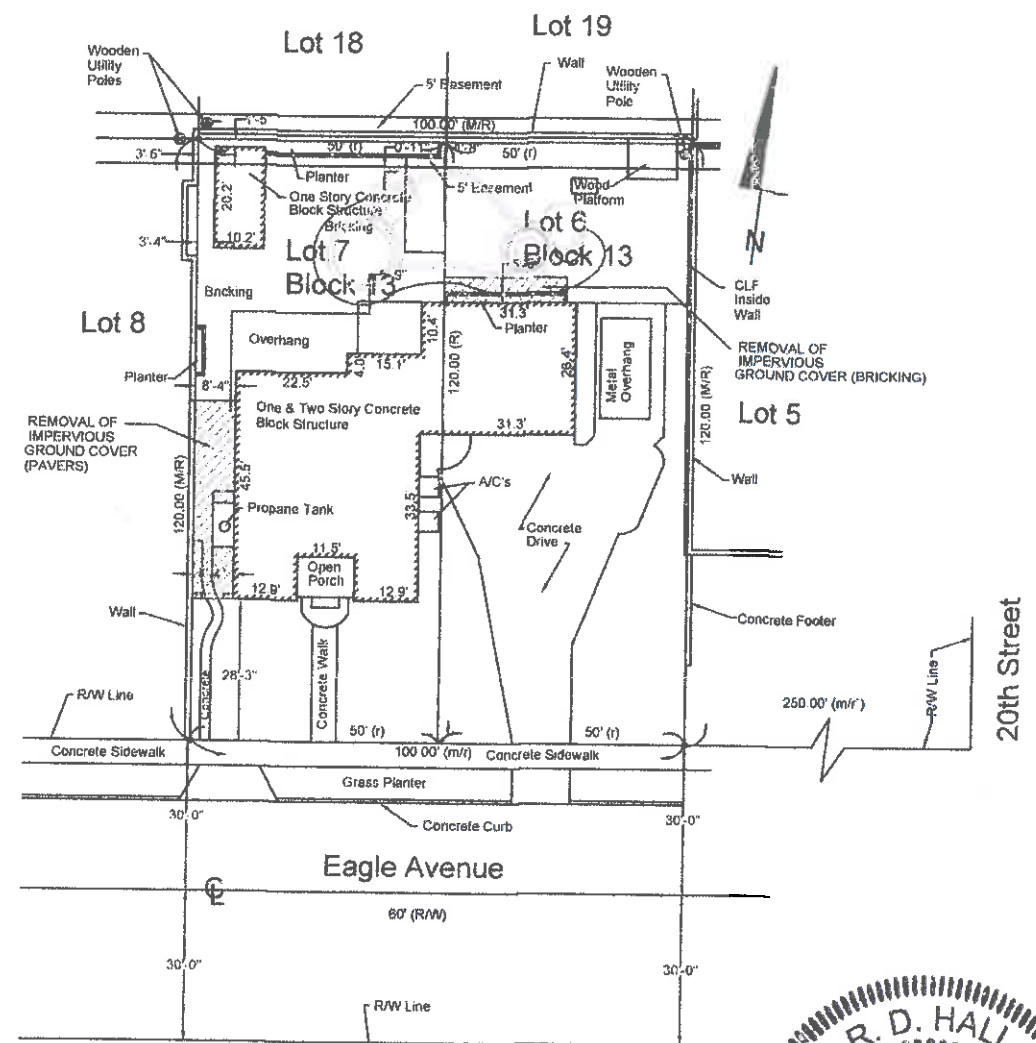 Lot 18
Lot 19
Wooden
Utility
Poles
Wall
Wooden
Utility
Pole
5' Easement
100.00' (M/R)
50' (r)
0'-11"
50' (r)
3'-6"
Planter
5' Easement
Wood
Platform
20.2'
One Story Concrete
Block Structure
Bricking
10.2'
3'-4"
Lot 7
Block 13
Lot 6
Block 13
CLF
Inside
Wall
N
Bricking
Lot 8
Overhang
31.3'
Planter
10.4'
120.00 (R)
4.0'
15.1'
28.4'
Metal
Overhang
REMOVAL OF
IMPERVIOUS
GROUND COVER (BRICKING)
Planter
8'-4"
22.5'
120.00 (M/R)
Lot 5
REMOVAL OF
IMPERVIOUS
GROUND COVER
(PAVERS)
One & Two Story Concrete
Block Structure
31.3'
45.5'
Wall
A/C's
120.00 (M/R)
Propane Tank
33.5'
Concrete
Drive
11.5'
Open
Porch
12.9'
12.9'
Wall
Concrete Footer
28'-3"
Concrete
Concrete Walk
R/W Line
R/W Line
20th Street
250.00' (m/r)
50' (r)
50' (r)
Concrete Sidewalk
100.00' (m/r)
Concrete Sidewalk
Grass Planter
30'-0"
Concrete Curb
30'-0"
Eagle Avenue
CL
60' (R/W)
30'-0"
30'-0"
R/W Line
R. D. HALL